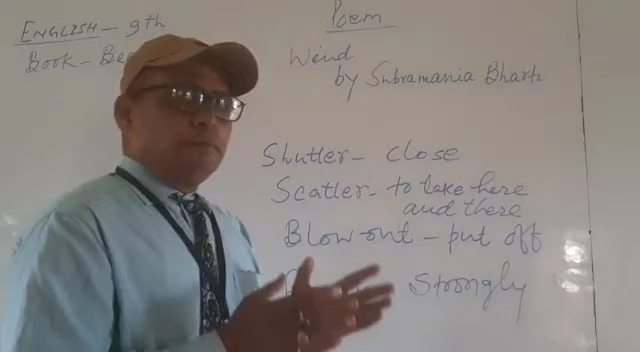 ENGLISH - 9th
Book -
Poem
Wind
by Subramania Bharti
Shutter - close
Scatter - to take here
and there
Blow out - put off
Strongly